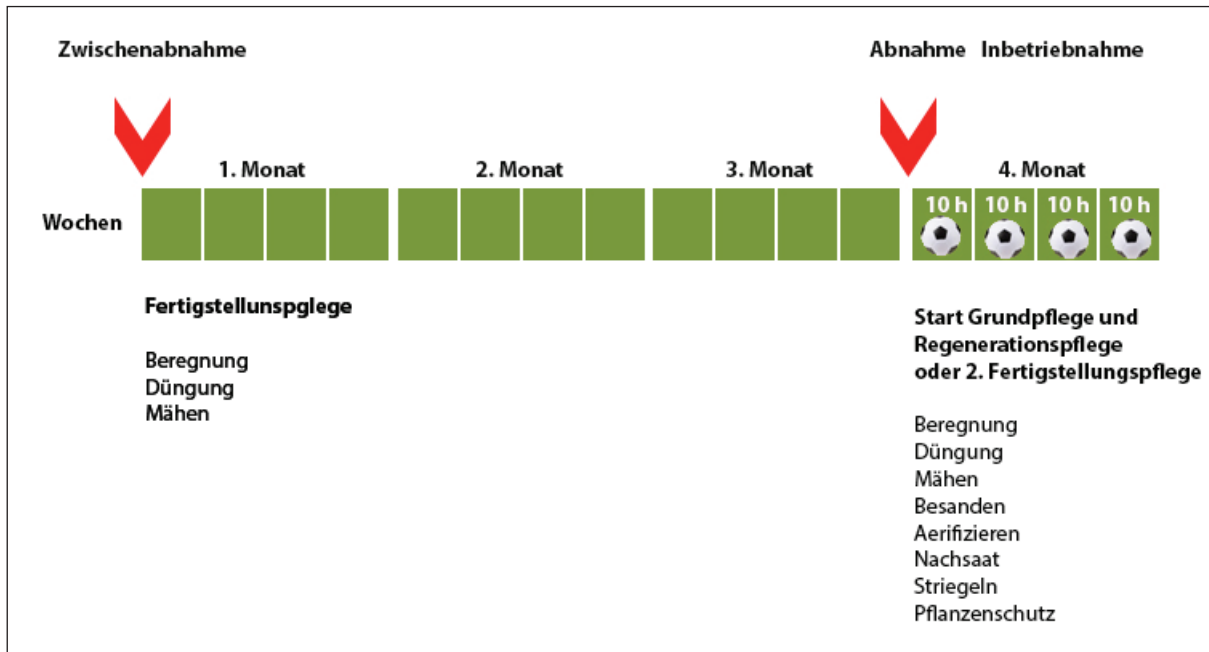 Zwischenabnahme
Abnahme Inbetriebnahme
1. Monat 2. Monat 3. Monat 4. Monat
Wochen 10 h 10 h 10 h 10 h
Fertigstellunspglege
Beregnung
Düngung
Mähen
Start Grundpflege und
Regenerationspflege
oder 2. Fertigstellungspflege
Beregnung
Düngung
Mähen
Besanden
Aerifizieren
Nachsaat
Striegeln
Pflanzenschutz